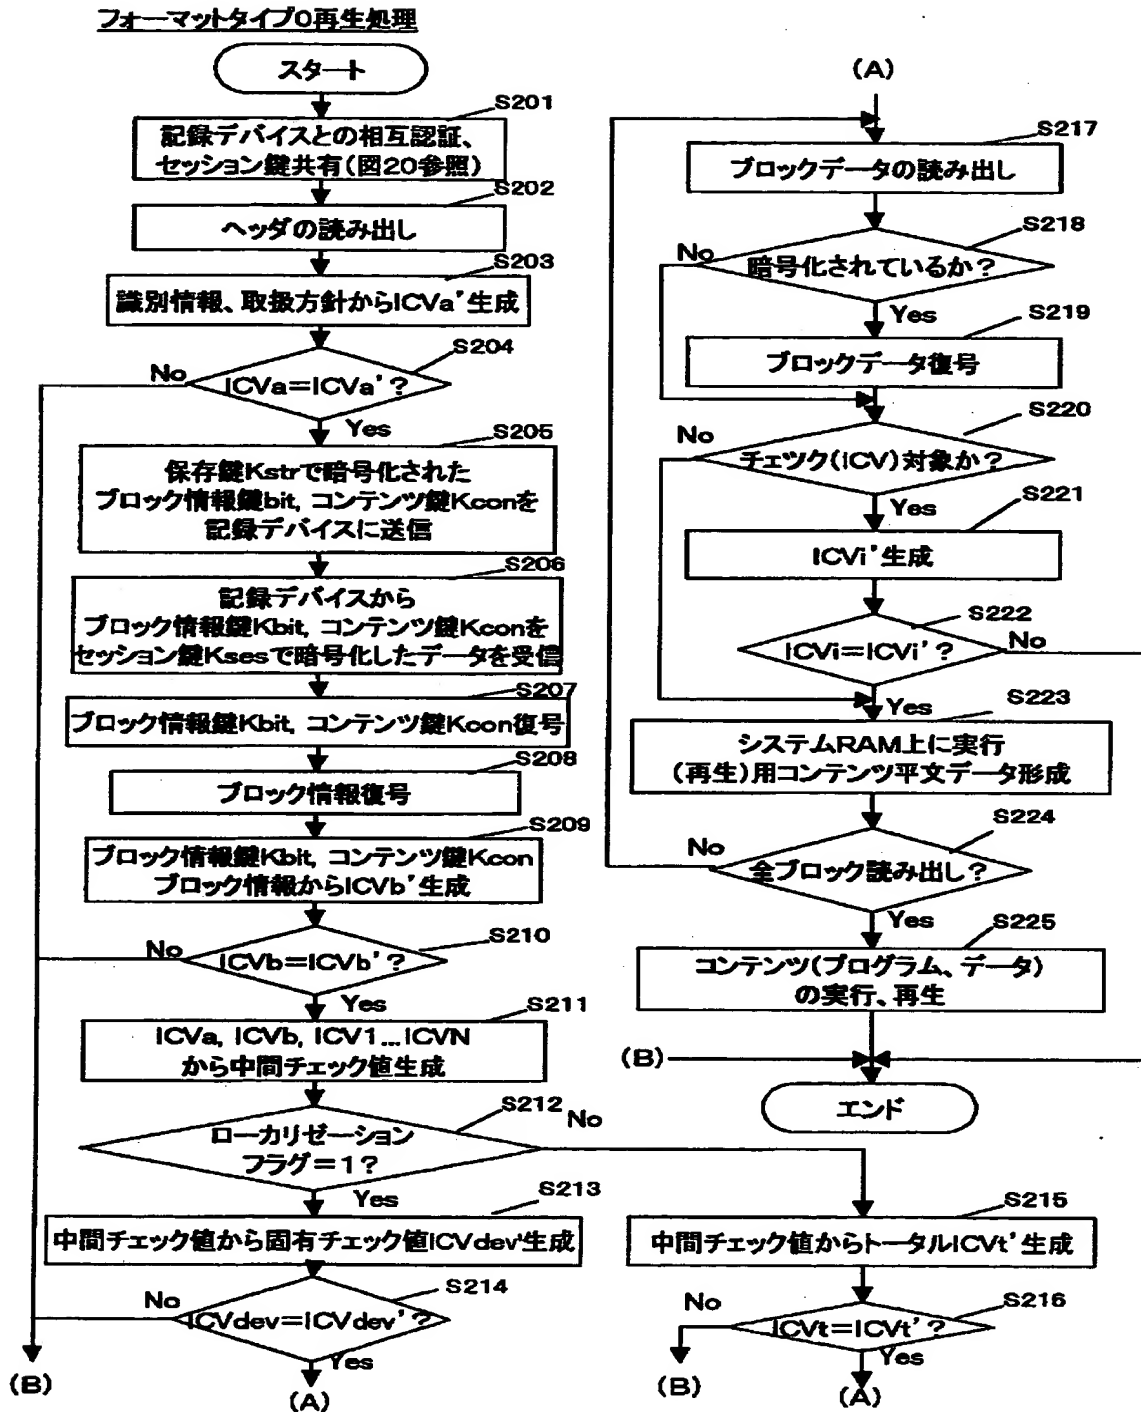 フォーマットタイプ0再生処理
スタート
S201
記録デバイスとの相互認証、
セッション鍵共有(図20参照)
S202
ヘッダの読み出し
S203
識別情報、取扱方針からICVa'生成
S204
ICVa=ICVa'?
No
Yes
S205
保存鍵Kstrで暗号化された
ブロック情報鍵bit, コンテンツ鍵Kconを
記録デバイスに送信
S206
記録デバイスから
ブロック情報鍵Kbit, コンテンツ鍵Kconを
セッション鍵Ksesで暗号化したデータを受信
S207
ブロック情報鍵Kbit, コンテンツ鍵Kcon復号
S208
ブロック情報復号
S209
ブロック情報鍵Kbit, コンテンツ鍵Kcon
ブロック情報からICVb'生成
S210
No
ICVb=ICVb'?
Yes
S211
ICVa, ICVb, ICV1...ICVN
から中間チェック値生成
S212
No
ローカリゼーション
フラグ=1?
Yes
S213
中間チェック値から固有チェック値ICVdev'生成
S214
No
ICVdev=ICVdev'?
Yes
(B)
(A)
S215
中間チェック値からトータルICVt'生成
S216
No
ICVt=ICVt'?
Yes
(B)
(A)
(A)
S217
ブロックデータの読み出し
S218
No
暗号化されているか?
Yes
S219
ブロックデータ復号
S220
No
チェツク(ICV)対象か?
Yes
S221
ICVi'生成
S222
ICVi=ICVi'?
No
Yes
S223
システムRAM上に実行
(再生)用コンテンツ平文データ形成
S224
No
全ブロック読み出し?
Yes
S225
コンテンツ(プログラム、データ)
の実行、再生
(B)
エンド